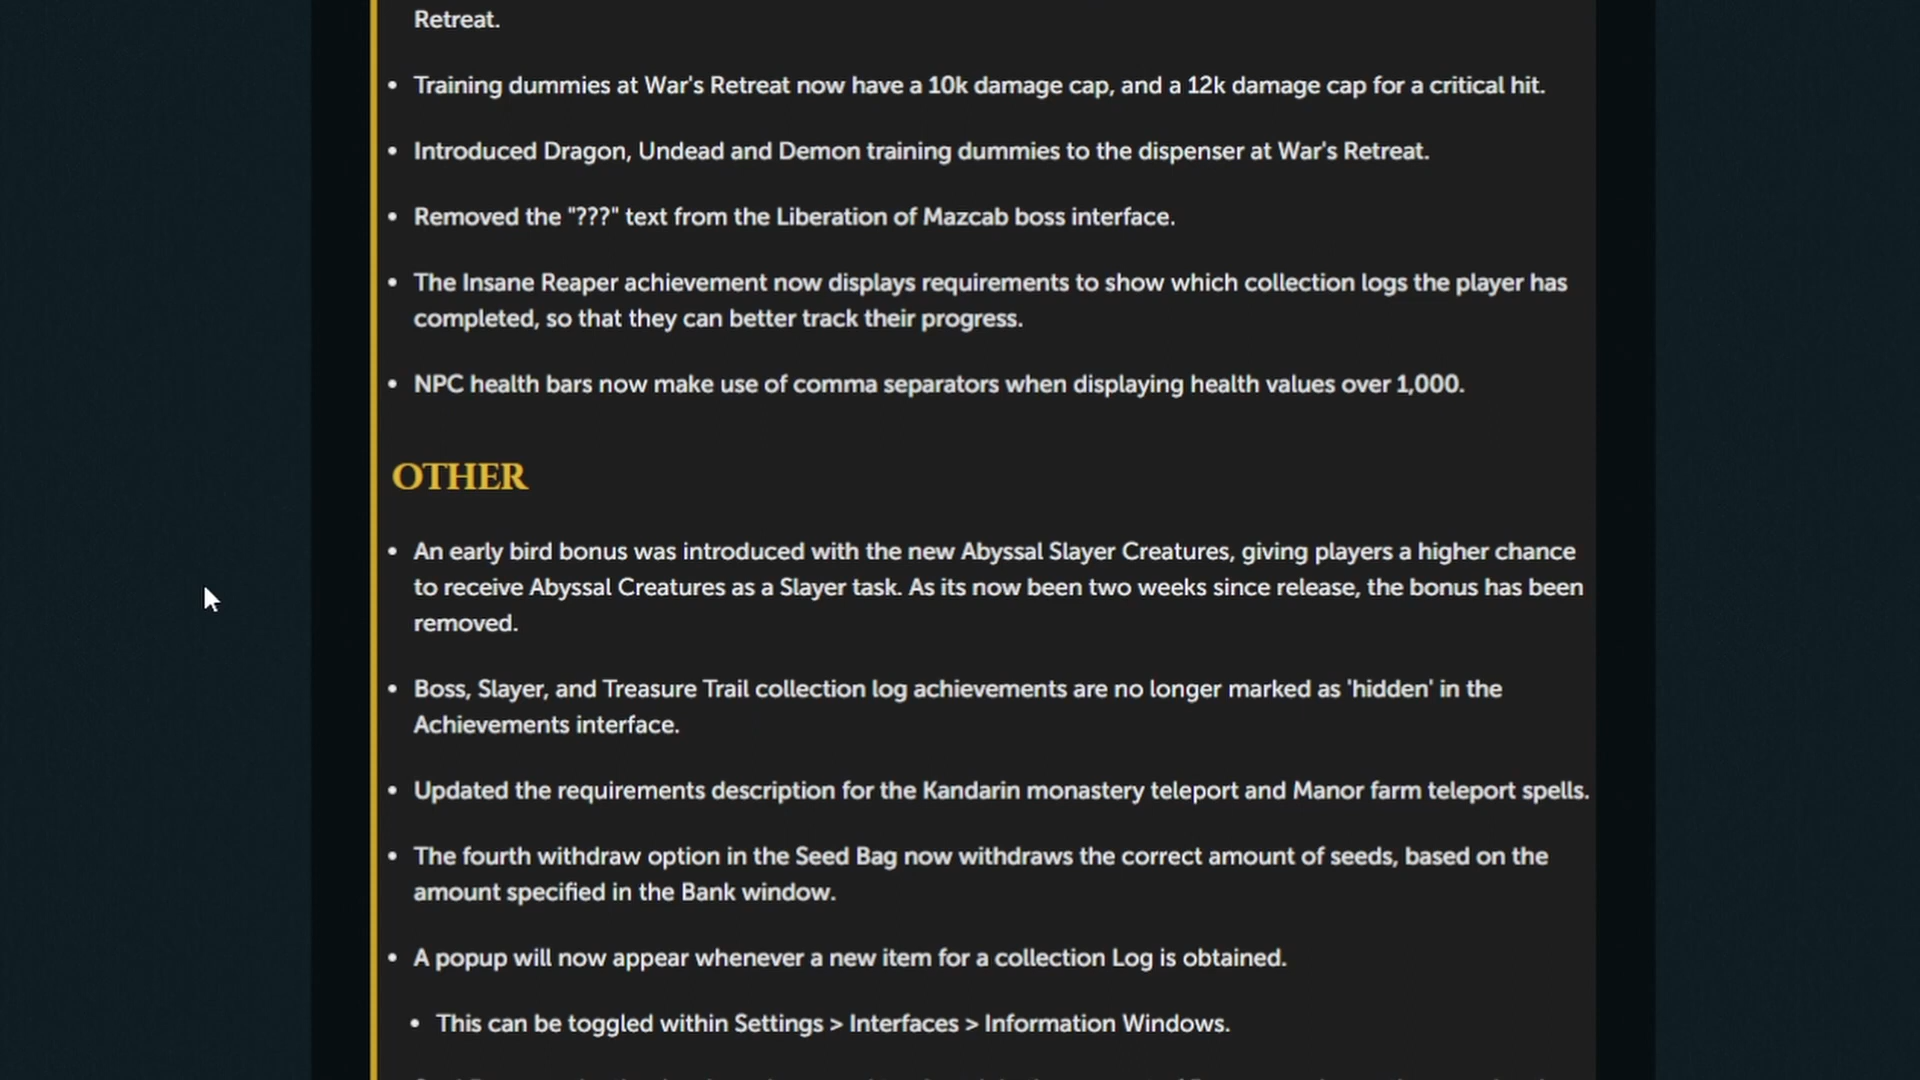 Retreat.
• Training dummies at War's Retreat now have a 10k damage cap, and a 12k damage cap for a critical hit.
• Introduced Dragon, Undead and Demon training dummies to the dispenser at War's Retreat.
• Removed the "???" text from the Liberation of Mazcab boss interface.
• The Insane Reaper achievement now displays requirements to show which collection logs the player has
completed, so that they can better track their progress.
• NPC health bars now make use of comma separators when displaying health values over 1,000.
OTHER
• An early bird bonus was introduced with the new Abyssal Slayer Creatures, giving players a higher chance
to receive Abyssal Creatures as a Slayer task. As its now been two weeks since release, the bonus has been
removed.
• Boss, Slayer, and Treasure Trail collection log achievements are no longer marked as 'hidden' in the
Achievements interface.
• Updated the requirements description for the Kandarin monastery teleport and Manor farm teleport spells.
• The fourth withdraw option in the Seed Bag now withdraws the correct amount of seeds, based on the
amount specified in the Bank window.
• A popup will now appear whenever a new item for a collection Log is obtained.
• This can be toggled within Settings > Interfaces > Information Windows.